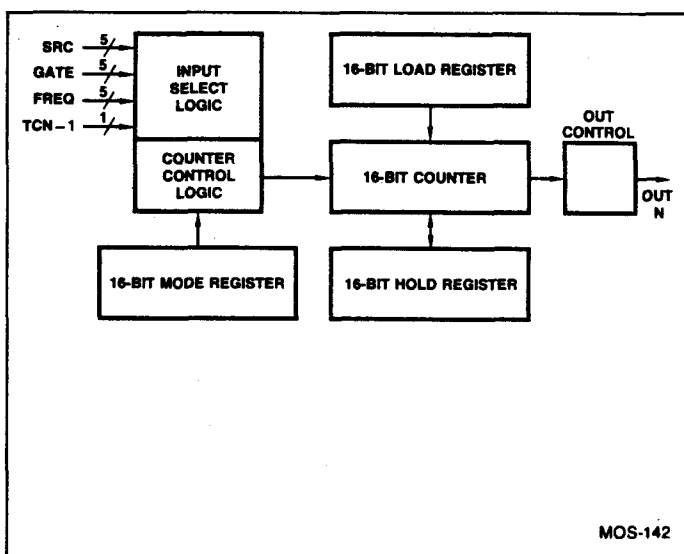 SRC 5
GATE 5
FREQ 5
TCN-1 1
INPUT
SELECT
LOGIC
COUNTER
CONTROL
LOGIC
16-BIT MODE REGISTER
16-BIT LOAD REGISTER
16-BIT COUNTER
16-BIT HOLD REGISTER
OUT
CONTROL
OUT
N
MOS-142